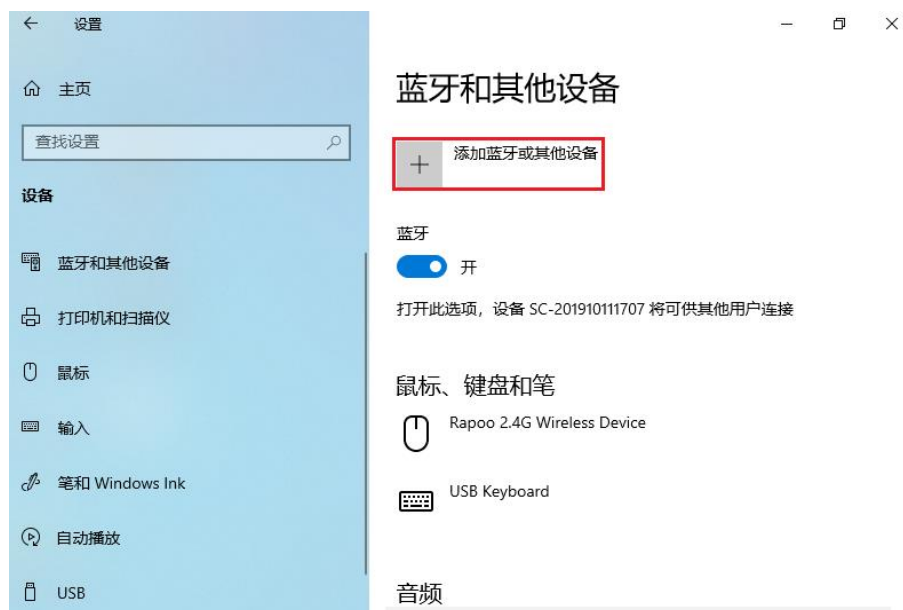 设置
主页
查找设置
设备
蓝牙和其他设备
打印机和扫描仪
鼠标
输入
笔和 Windows Ink
自动播放
USB
蓝牙和其他设备
添加蓝牙或其他设备
蓝牙
开
打开此选项，设备 SC-201910111707 将可供其他用户连接
鼠标、键盘和笔
Rapoo 2.4G Wireless Device
USB Keyboard
音频